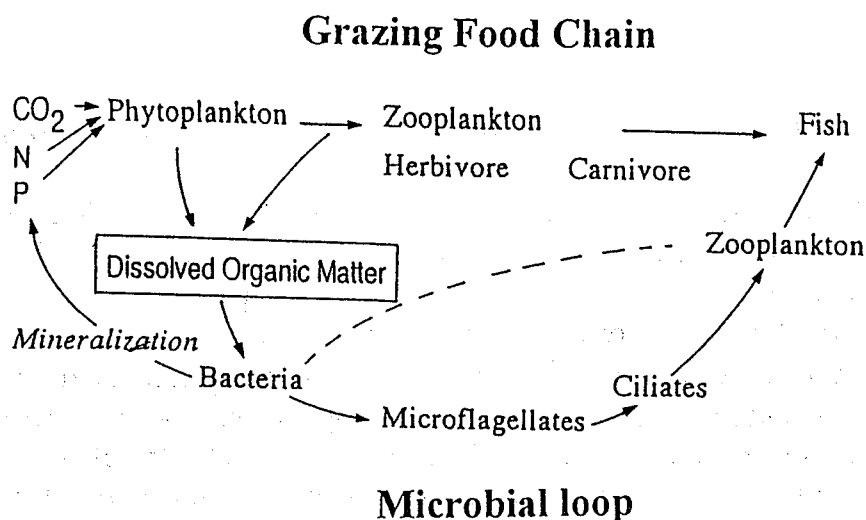 Grazing Food Chain
CO2 Phytoplankton Zooplankton Fish
N
P
Herbivore Carnivore
Zooplankton
Dissolved Organic Matter
Mineralization
Bacteria
Ciliates
Microflagellates
Microbial loop